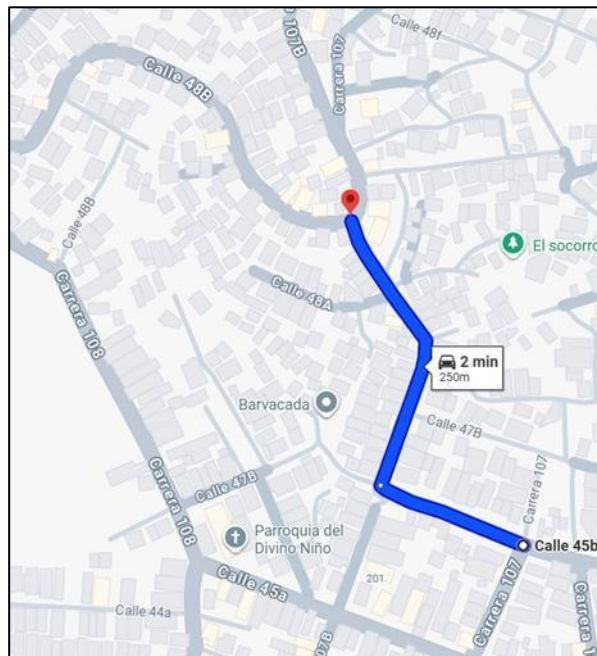 Calle 48f
107B
Carrera 107
Calle 48B
Calle 48B
El socorro
Calle 48A
Carrera 108
2 min
250m
Barvacada
Calle 47B
Calle 47B
Carrera 107
Carrera 108
Parroquia del
Divino Niño
Calle 45b
201
Calle 45a
Carrera 107
Carrera 1
Calle 44a
107B